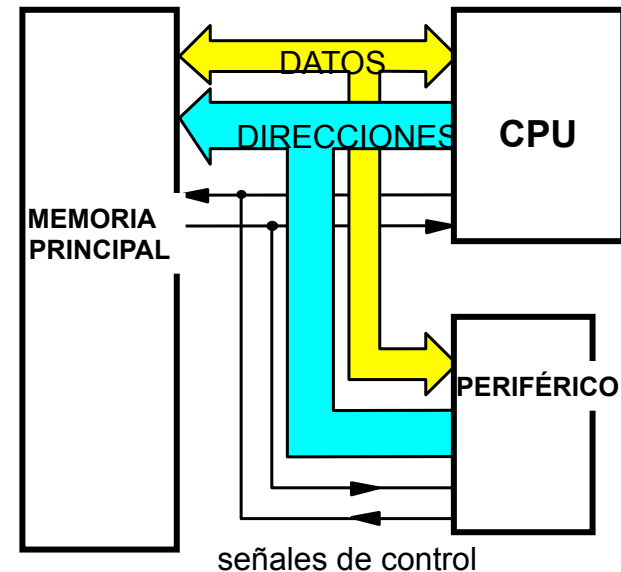 DATOS
DIRECCIONES
CPU
MEMORIA
PRINCIPAL
PERIFÉRICO
señales de control